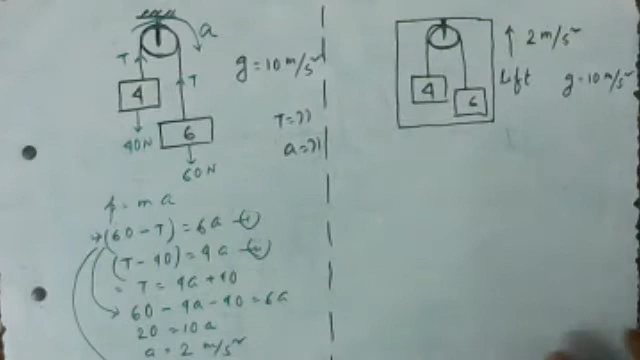 a
T
T
4
6
40N
60N
g = 10 m/s²
T = ??
a = ??
f = ma
(60 - T) = 6a
(T - 40) = 4a
= T = 4a + 40
60 - 4a - 40 = 6a
20 = 10a
a = 2 m/s²
4
6
2 m/s²
Lift
g = 10 m/s²